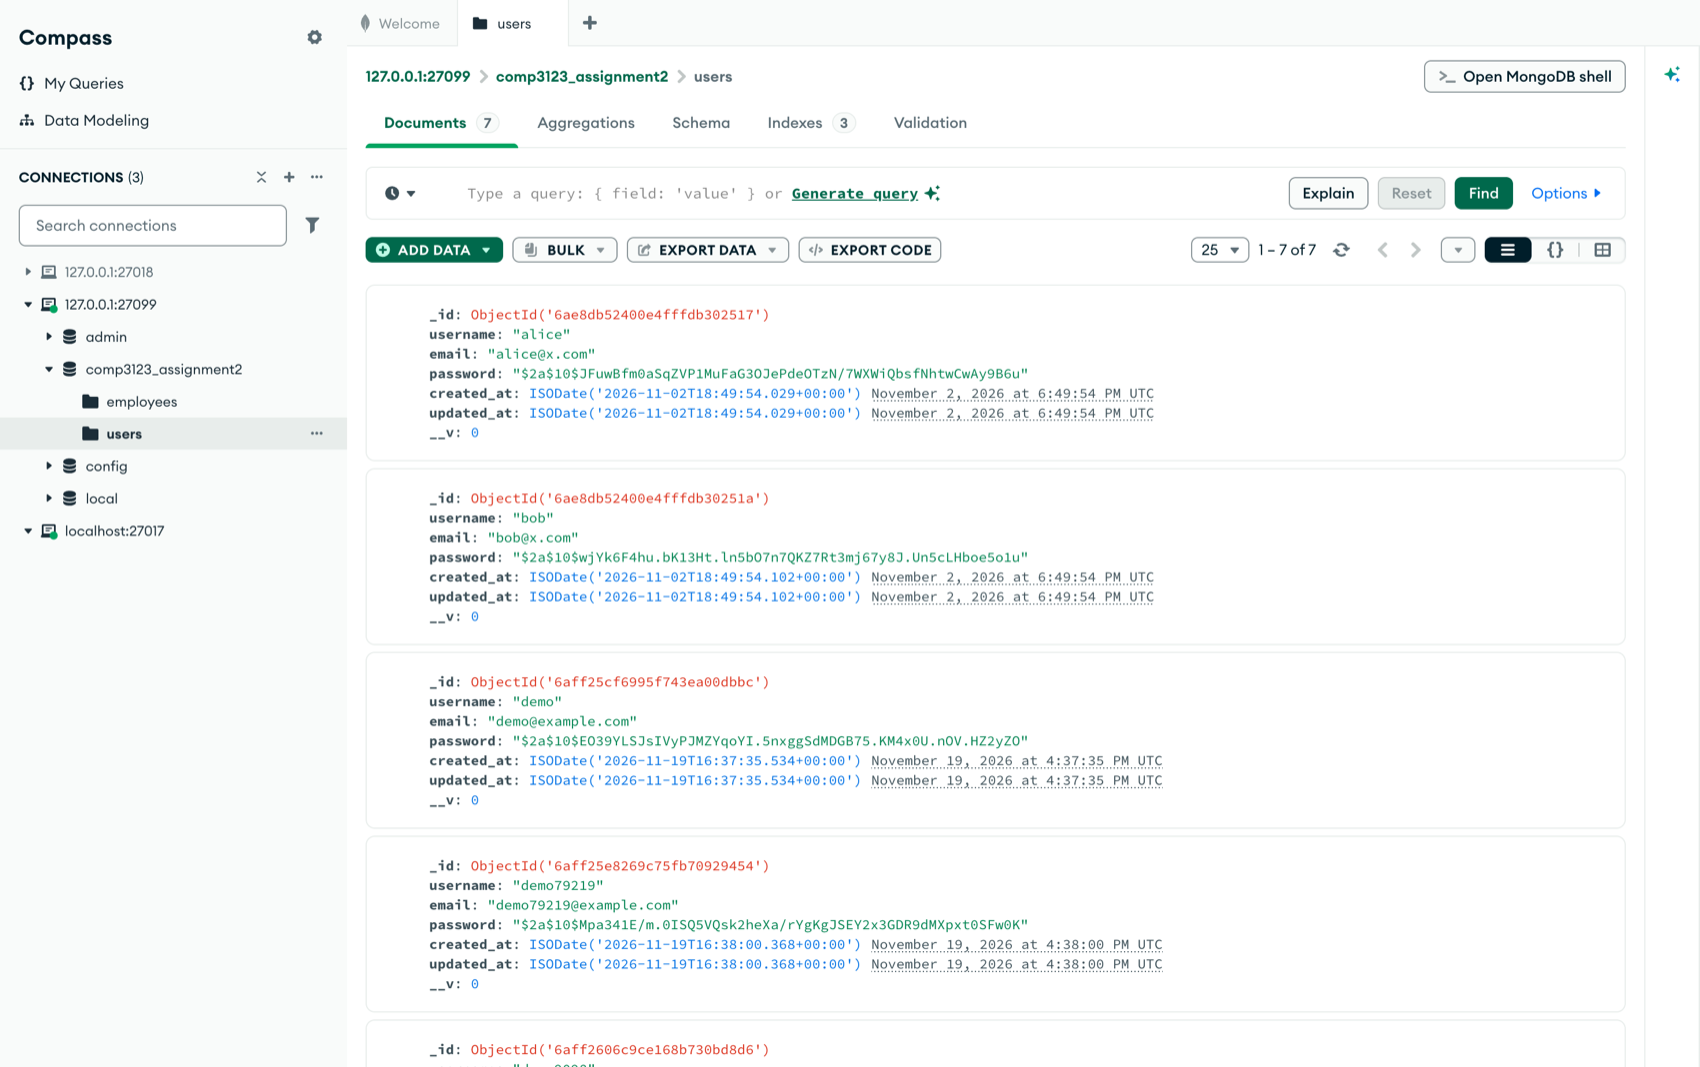 Compass
My Queries
Data Modeling
CONNECTIONS (3)
Search connections
127.0.0.1:27018
127.0.0.1:27099
admin
comp3123_assignment2
employees
users
config
local
localhost:27017
Welcome
users
127.0.0.1:27099 > comp3123_assignment2 > users
>_ Open MongoDB shell
Documents 7 Aggregations Schema Indexes 3 Validation
Type a query: { field: 'value' } or Generate query
Explain Reset Find Options
ADD DATA BULK EXPORT DATA </> EXPORT CODE 25 1 – 7 of 7 {}
_id: ObjectId('6ae8db52400e4fffdb302517')
username: "alice"
email: "alice@x.com"
password: "$2a$10$JFuwBfm0aSqZVP1MuFaG3OJePdeOTzN/7WXWiQbsfNhtwCwAy9B6u"
created_at: ISODate('2026-11-02T18:49:54.029+00:00') November 2, 2026 at 6:49:54 PM UTC
updated_at: ISODate('2026-11-02T18:49:54.029+00:00') November 2, 2026 at 6:49:54 PM UTC
__v: 0
_id: ObjectId('6ae8db52400e4fffdb30251a')
username: "bob"
email: "bob@x.com"
password: "$2a$10$wjYk6F4hu.bK13Ht.ln5bO7n7QKZ7Rt3mj67y8J.Un5cLHboe5o1u"
created_at: ISODate('2026-11-02T18:49:54.102+00:00') November 2, 2026 at 6:49:54 PM UTC
updated_at: ISODate('2026-11-02T18:49:54.102+00:00') November 2, 2026 at 6:49:54 PM UTC
__v: 0
_id: ObjectId('6aff25cf6995f743ea00dbbc')
username: "demo"
email: "demo@example.com"
password: "$2a$10$EO39YLSJsIVyPJMZYqoYI.5nxggSdMDGB75.KM4x0U.nOV.HZ2yZO"
created_at: ISODate('2026-11-19T16:37:35.534+00:00') November 19, 2026 at 4:37:35 PM UTC
updated_at: ISODate('2026-11-19T16:37:35.534+00:00') November 19, 2026 at 4:37:35 PM UTC
__v: 0
_id: ObjectId('6aff25e8269c75fb70929454')
username: "demo79219"
email: "demo79219@example.com"
password: "$2a$10$Mpa341E/m.0ISQ5VQsk2heXa/rYgKgJSEY2x3GDR9dMXpxt0SFw0K"
created_at: ISODate('2026-11-19T16:38:00.368+00:00') November 19, 2026 at 4:38:00 PM UTC
updated_at: ISODate('2026-11-19T16:38:00.368+00:00') November 19, 2026 at 4:38:00 PM UTC
__v: 0
_id: ObjectId('6aff2606c9ce168b730bd8d6')